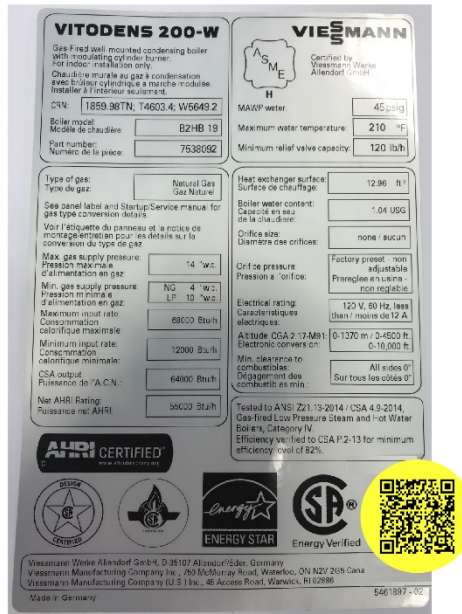 VITODENS 200-W
Gas-Fired wall-mounted condensing boiler
with modulating cylinder burner.
For indoor installation only.
Chaudière murale au gaz à condensation
avec brûleur cylindrique a marche modulée.
Installer à l'intérieur seulement.
CRN: 1859.98TN; T4603.4; W5649.2
Boiler model:
Modèle de chaudière: B2HB 19
Part number:
Numéro de la pièce: 7538092
VIESSMANN
ASME
H
Certified by
Viessmann Werke
Allendorf GmbH
MAWP water 45 psig
Maximum water temperature: 210 °F
Minimum relief valve capacity: 120 lb/h
Type of gas:
Type de gaz:
Natural Gas
Gaz Naturel
See panel label and Startup/Service manual for
gas type conversion details.
Voir l'étiquette du panneau et la notice de
montage/entretien pour les détails sur la
conversion du type de gaz
Max. gas supply pressure:
Pression maximale
d'alimentation en gaz:
14 "w.c.
Min. gas supply pressure:
Pression minimale
d'alimentation en gaz:
NG 4 "w.c.
LP 10 "w.c.
Maximum input rate:
Consommation
calorifique maximale:
68000 Btu/h
Minimum input rate:
Consommation
calorifique minimale:
12000 Btu/h
CSA output
Puissance de l'A.C.N.: 64000 Btu/h
Net AHRI Rating:
Puissance net AHRI: 55000 Btu/h
Heat exchanger surface:
Surface de chauffage: 12.96 ft²
Boiler water content:
Capacité en eau
de la chaudière:
1.04 USG
Orifice size:
Diamètre des orifices: none / aucun
Orifice pressure:
Pression à l'orifice:
Factory preset - non
adjustable
Prereglee en usine -
non reglable
Electrical rating:
Caractéristiques
electriques:
120 V, 60 Hz, less
than / moins de 12 A
Altitude CGA 2.17-M91:
Electronic conversion:
0-1370 m / 0-4500 ft.
0-10,000 ft.
Min. clearance to
combustibles:
Dégagement des
combustibles min.:
All sides 0"
Sur tous les côtés 0"
Tested to ANSI Z21.13-2014 / CSA 4.9-2014,
Gas-fired Low Pressure Steam and Hot Water
Boilers, Category IV.
Efficiency verified to CSA P.2-13 for minimum
efficiency level of 82%.
AHRI CERTIFIED™
www.ahridirectory.org
DESIGN
CERTIFIED
energy
ENERGY STAR
Energy Verified
Viessmann Werke Allendorf GmbH, D-35107 Allendorf/Eder, Germany
Viessmann Manufacturing Company Inc., 750 McMurray Road, Waterloo, ON N2V 2G5 Cana
Viessmann Manufacturing Company (U.S.) Inc., 45 Access Road, Warwick, RI 02886
Made in Germany
5461897 - 02